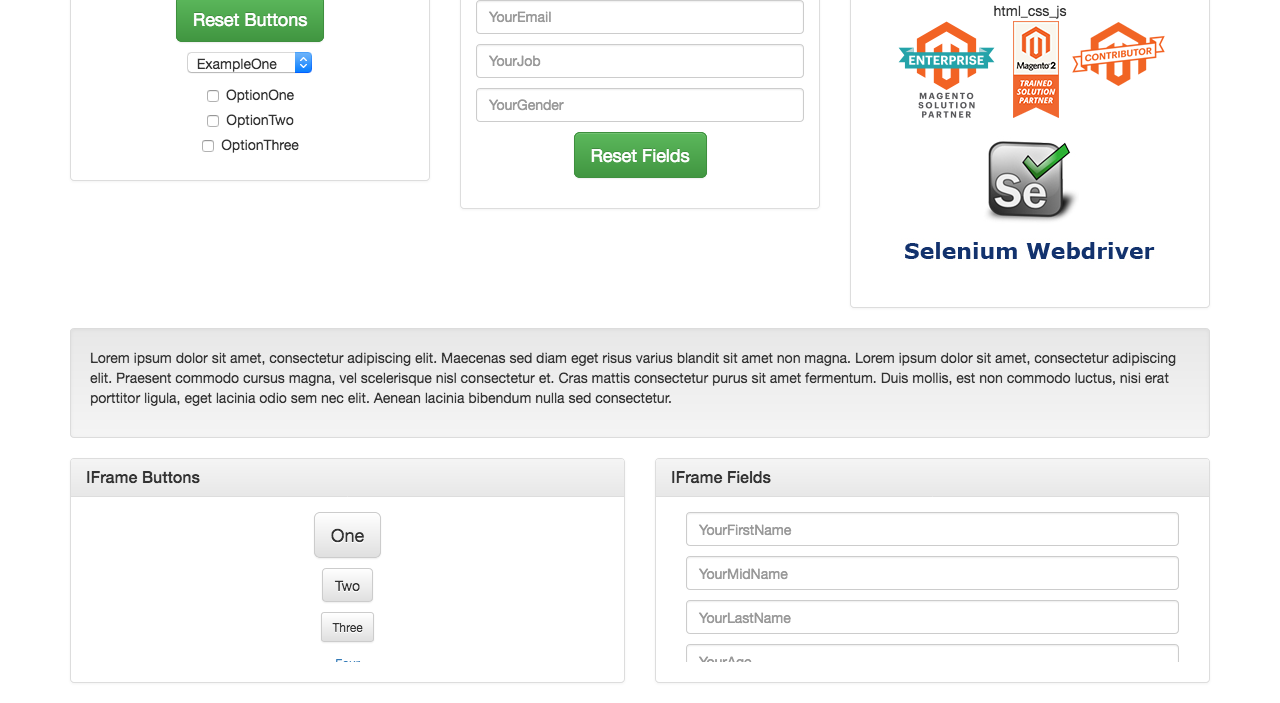 Reset Buttons
ExampleOne
OptionOne
OptionTwo
OptionThree
YourEmail
YourJob
YourGender
Reset Fields
html_css_js
ENTERPRISE
MAGENTO
SOLUTION
PARTNER
Magento 2
TRAINED
SOLUTION
PARTNER
CONTRIBUTOR
Se
Selenium Webdriver
Lorem ipsum dolor sit amet, consectetur adipiscing elit. Maecenas sed diam eget risus varius blandit sit amet non magna. Lorem ipsum dolor sit amet, consectetur adipiscing
elit. Praesent commodo cursus magna, vel scelerisque nisl consectetur et. Cras mattis consectetur purus sit amet fermentum. Duis mollis, est non commodo luctus, nisi erat
porttitor ligula, eget lacinia odio sem nec elit. Aenean lacinia bibendum nulla sed consectetur.
IFrame Buttons
One
Two
Three
Four
IFrame Fields
YourFirstName
YourMidName
YourLastName
YourAge